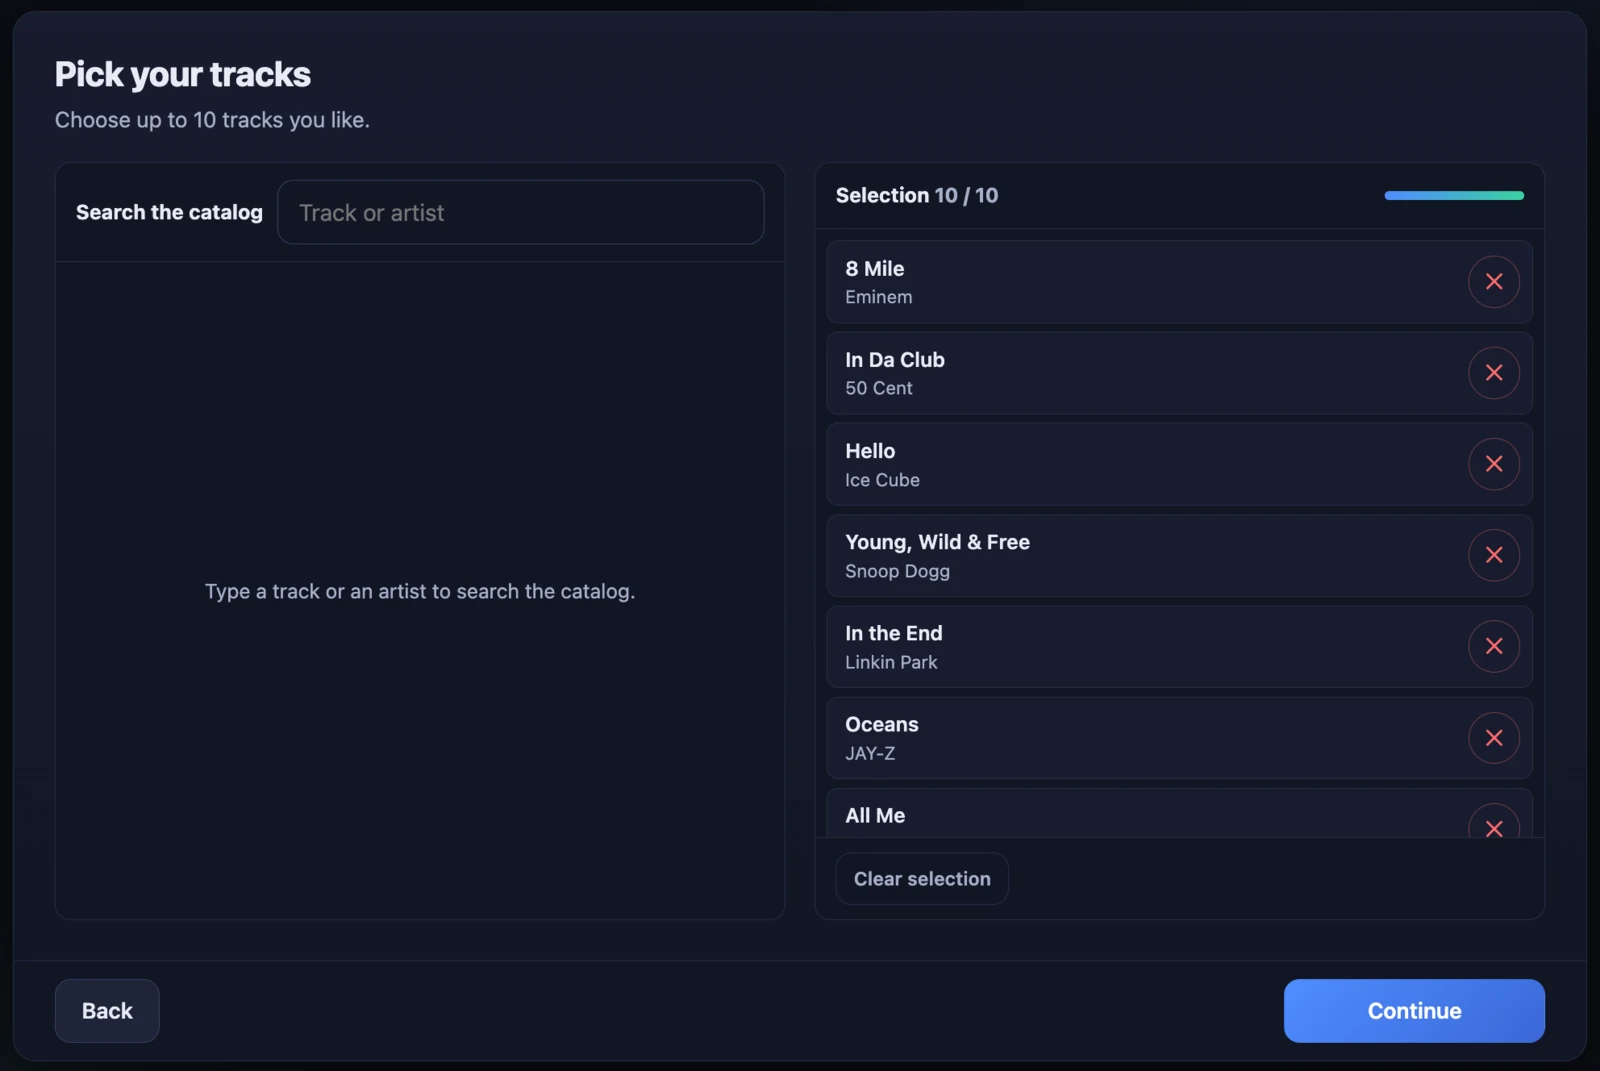 Pick your tracks
Choose up to 10 tracks you like.
Search the catalog
Track or artist
Type a track or an artist to search the catalog.
Selection 10 / 10
8 Mile
Eminem
In Da Club
50 Cent
Hello
Ice Cube
Young, Wild & Free
Snoop Dogg
In the End
Linkin Park
Oceans
JAY-Z
All Me
Clear selection
Back
Continue